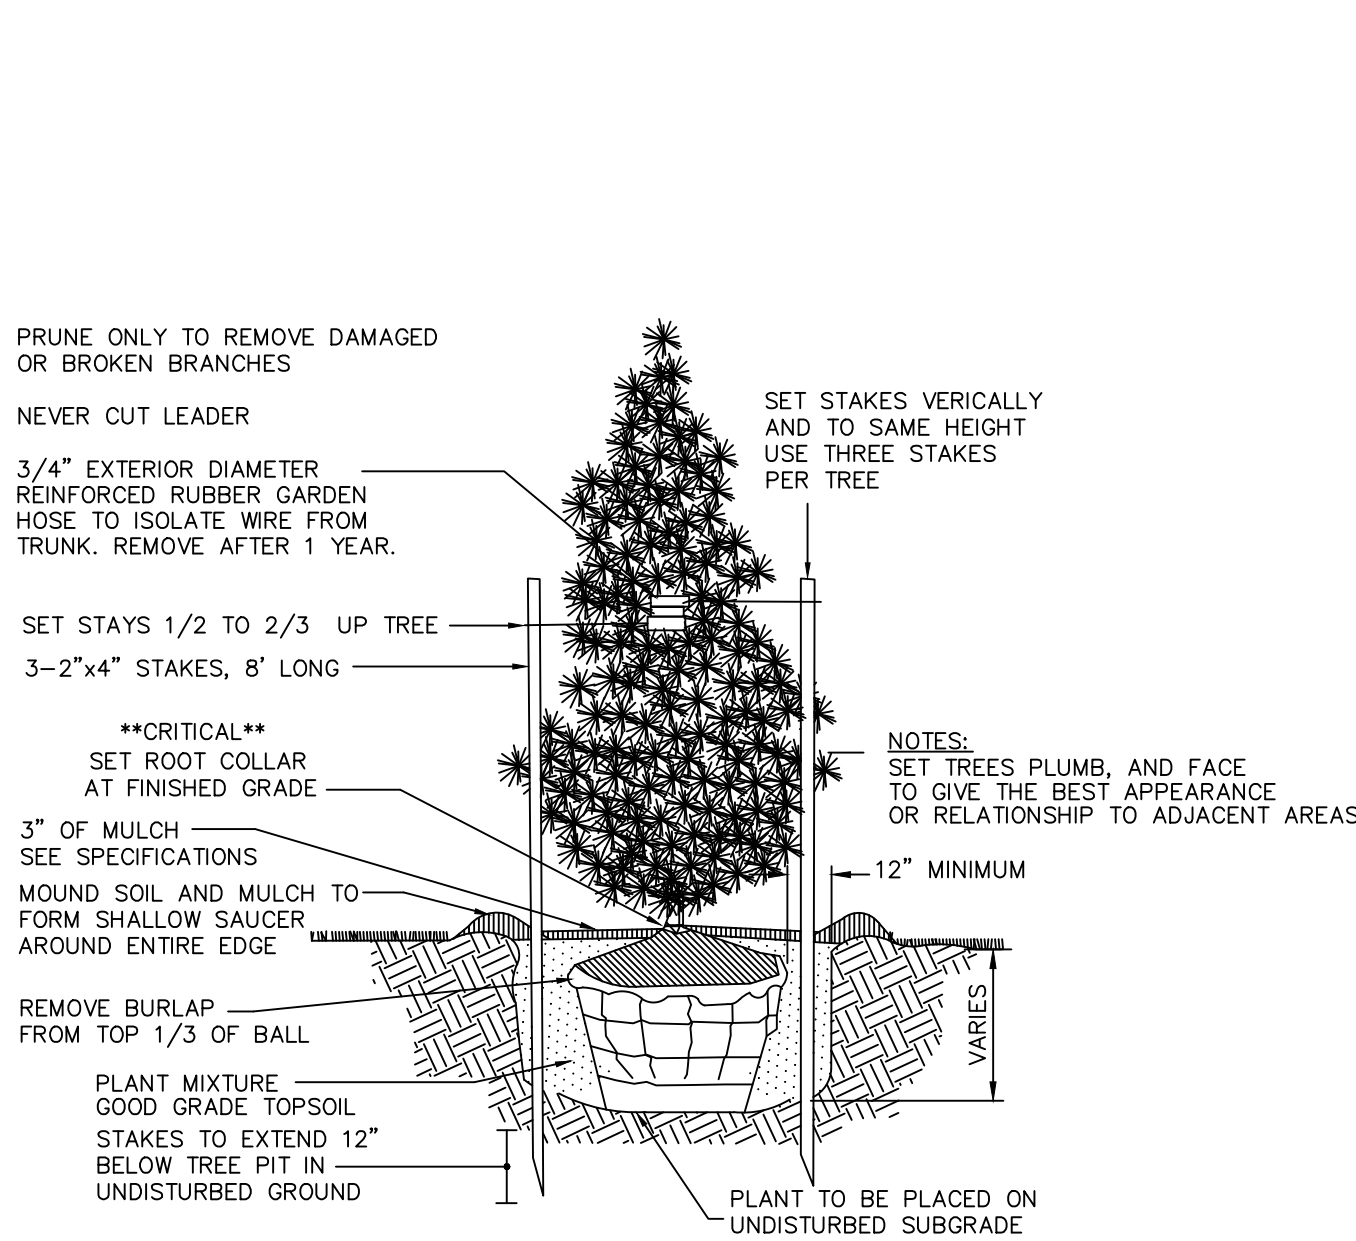 PRUNE ONLY TO REMOVE DAMAGED
OR BROKEN BRANCHES
NEVER CUT LEADER
3/4” EXTERIOR DIAMETER
REINFORCED RUBBER GARDEN
HOSE TO ISOLATE WIRE FROM
TRUNK. REMOVE AFTER 1 YEAR.
SET STAYS 1/2 TO 2/3 UP TREE
3-2”x4” STAKES, 8’ LONG
**CRITICAL**
SET ROOT COLLAR
AT FINISHED GRADE
3” OF MULCH
SEE SPECIFICATIONS
MOUND SOIL AND MULCH TO
FORM SHALLOW SAUCER
AROUND ENTIRE EDGE
REMOVE BURLAP
FROM TOP 1/3 OF BALL
PLANT MIXTURE
GOOD GRADE TOPSOIL
STAKES TO EXTEND 12”
BELOW TREE PIT IN
UNDISTURBED GROUND
SET STAKES VERICALLY
AND TO SAME HEIGHT
USE THREE STAKES
PER TREE
NOTES:
SET TREES PLUMB, AND FACE
TO GIVE THE BEST APPEARANCE
OR RELATIONSHIP TO ADJACENT AREAS
12” MINIMUM
VARIES
PLANT TO BE PLACED ON
UNDISTURBED SUBGRADE